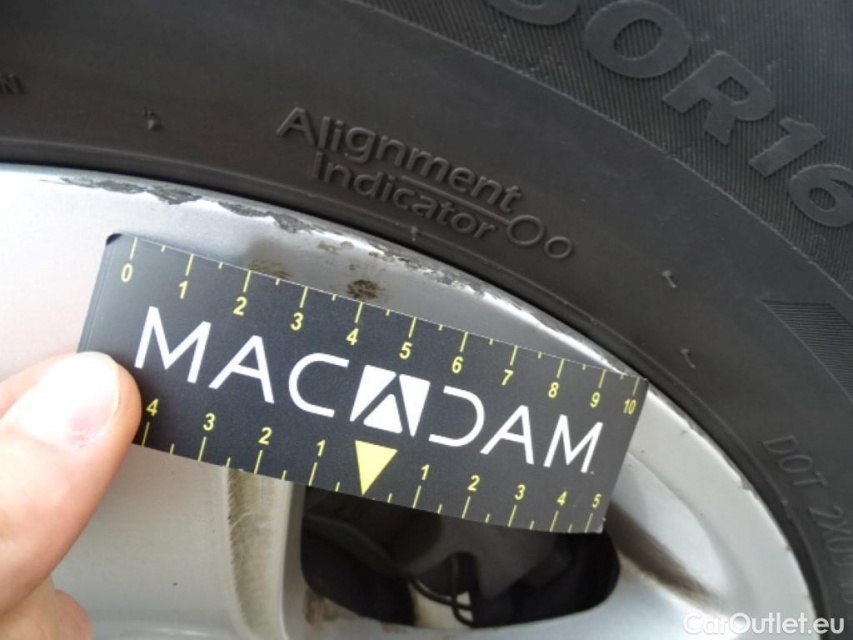 60R16
Alignment
Indicator
0 1 2 3 4 5 6 7 8 9 10
MACADAM
4 3 2 1 1 2 3 4 5
CarOutlet.eu